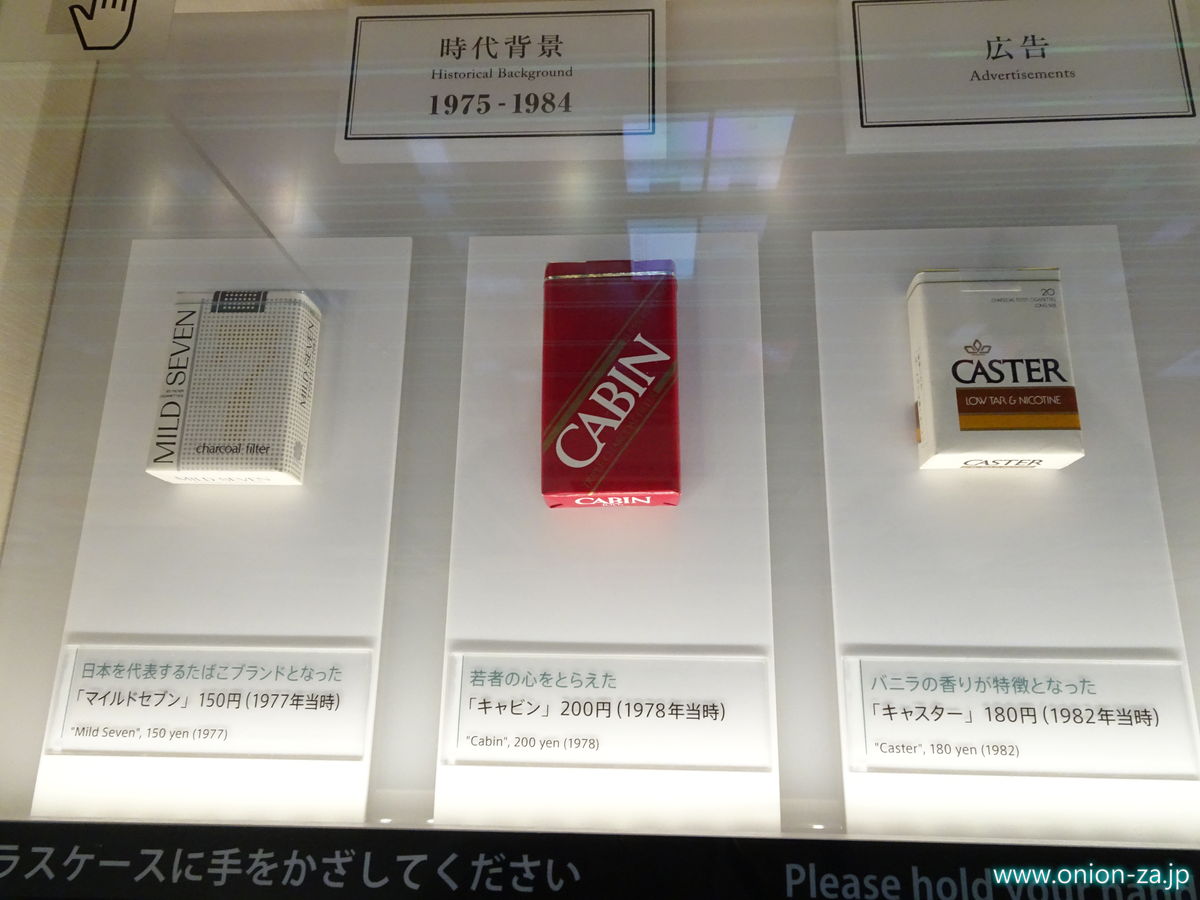 時代背景
Historical Background
1975 - 1984
広告
Advertisements
MILD SEVEN
charcoal filter
MILD SEVEN
CABIN
CABIN
20
CASTER
LOW TAR & NICOTINE
CASTER
日本を代表するたばこブランドとなった
「マイルドセブン」 150円 (1977年当時)
"Mild Seven", 150 yen (1977)
若者の心をとらえた
「キャビン」 200円 (1978年当時)
"Cabin", 200 yen (1978)
バニラの香りが特徴となった
「キャスター」 180円 (1982年当時)
"Caster", 180 yen (1982)
ラスケースに手をかざしてください
Please hold your hand
www.onion-za.jp